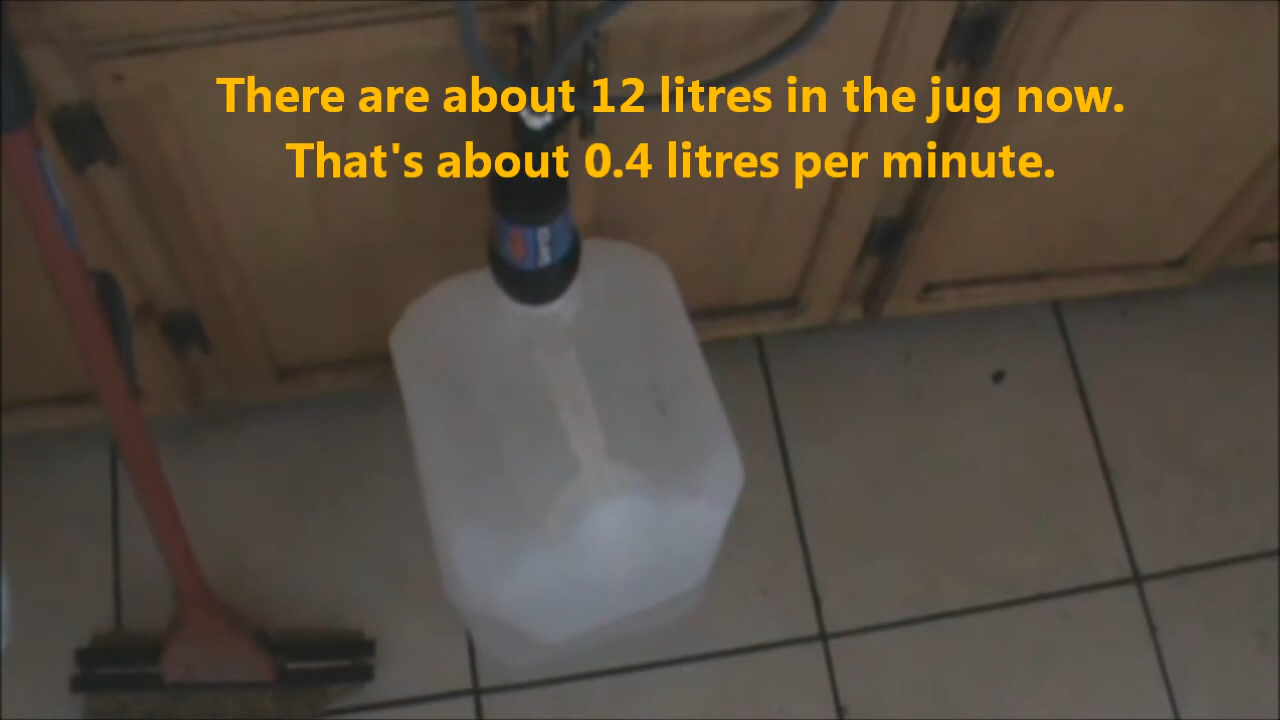 There are about 12 litres in the jug now.
That's about 0.4 litres per minute.